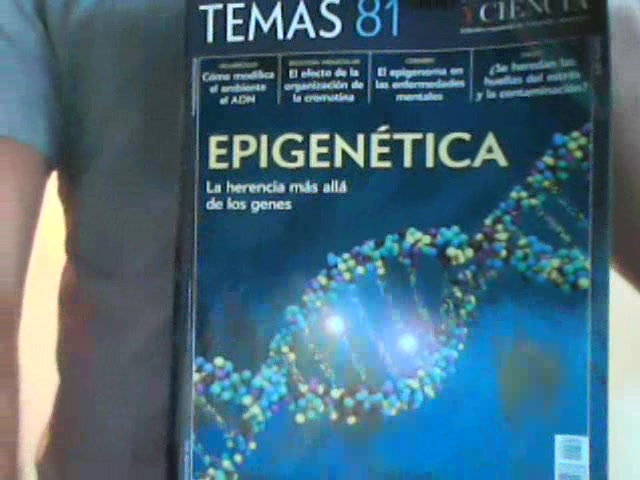 TEMAS 81
Y CIENCIA
Cómo modifica
el ambiente
el ADN
El efecto de la
organización de
la cromatina
El epigenoma en
las enfermedades
mentales
¿Se heredan las
huellas del estrés
y la contaminación?
EPIGENÉTICA
La herencia más allá
de los genes